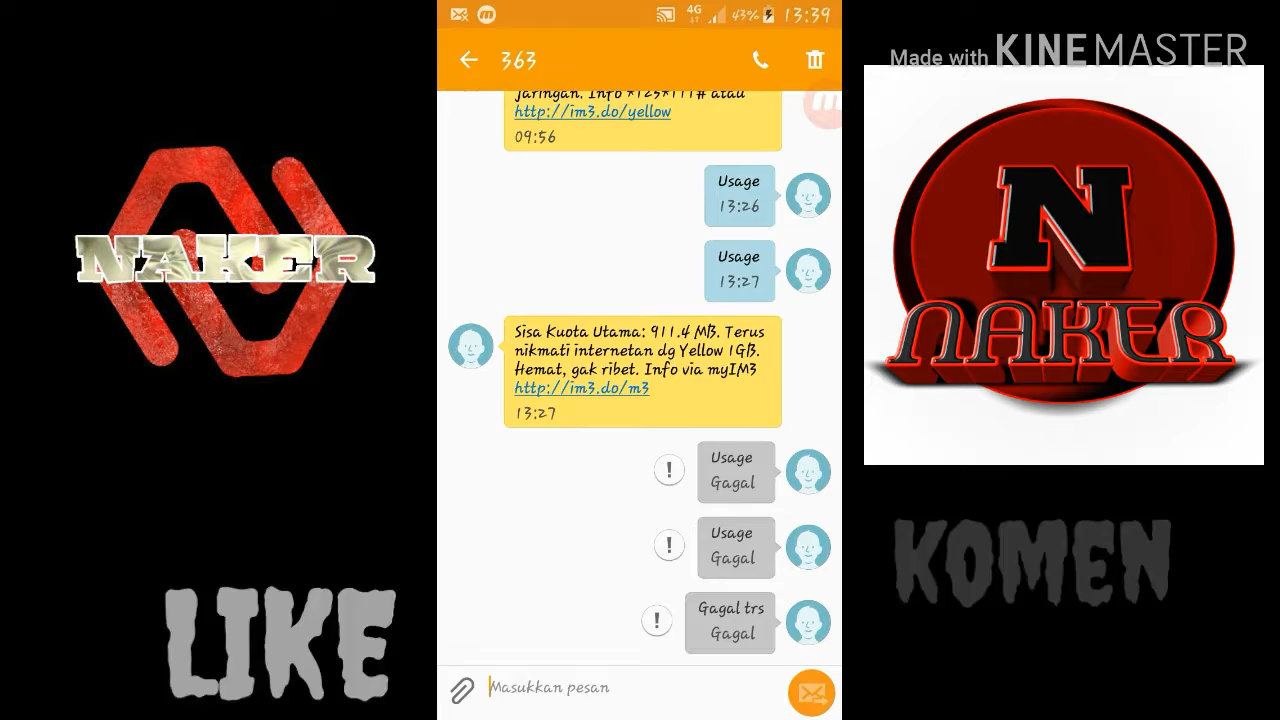 4G
43%
13:39
363
jaringan. Info *123*111# atau
http://im3.do/yellow
09:56
Usage
13:26
Usage
13:27
Sisa Kuota Utama: 911.4 MB. Terus
nikmati internetan dg Yellow 1GB.
Hemat, gak ribet. Info via myIM3
http://im3.do/m3
13:27
Usage
Gagal
Usage
Gagal
Gagal trs
Gagal
Masukkan pesan
NAKER
LIKE
Made with KINEMASTER
N
NAKER
KOMEN